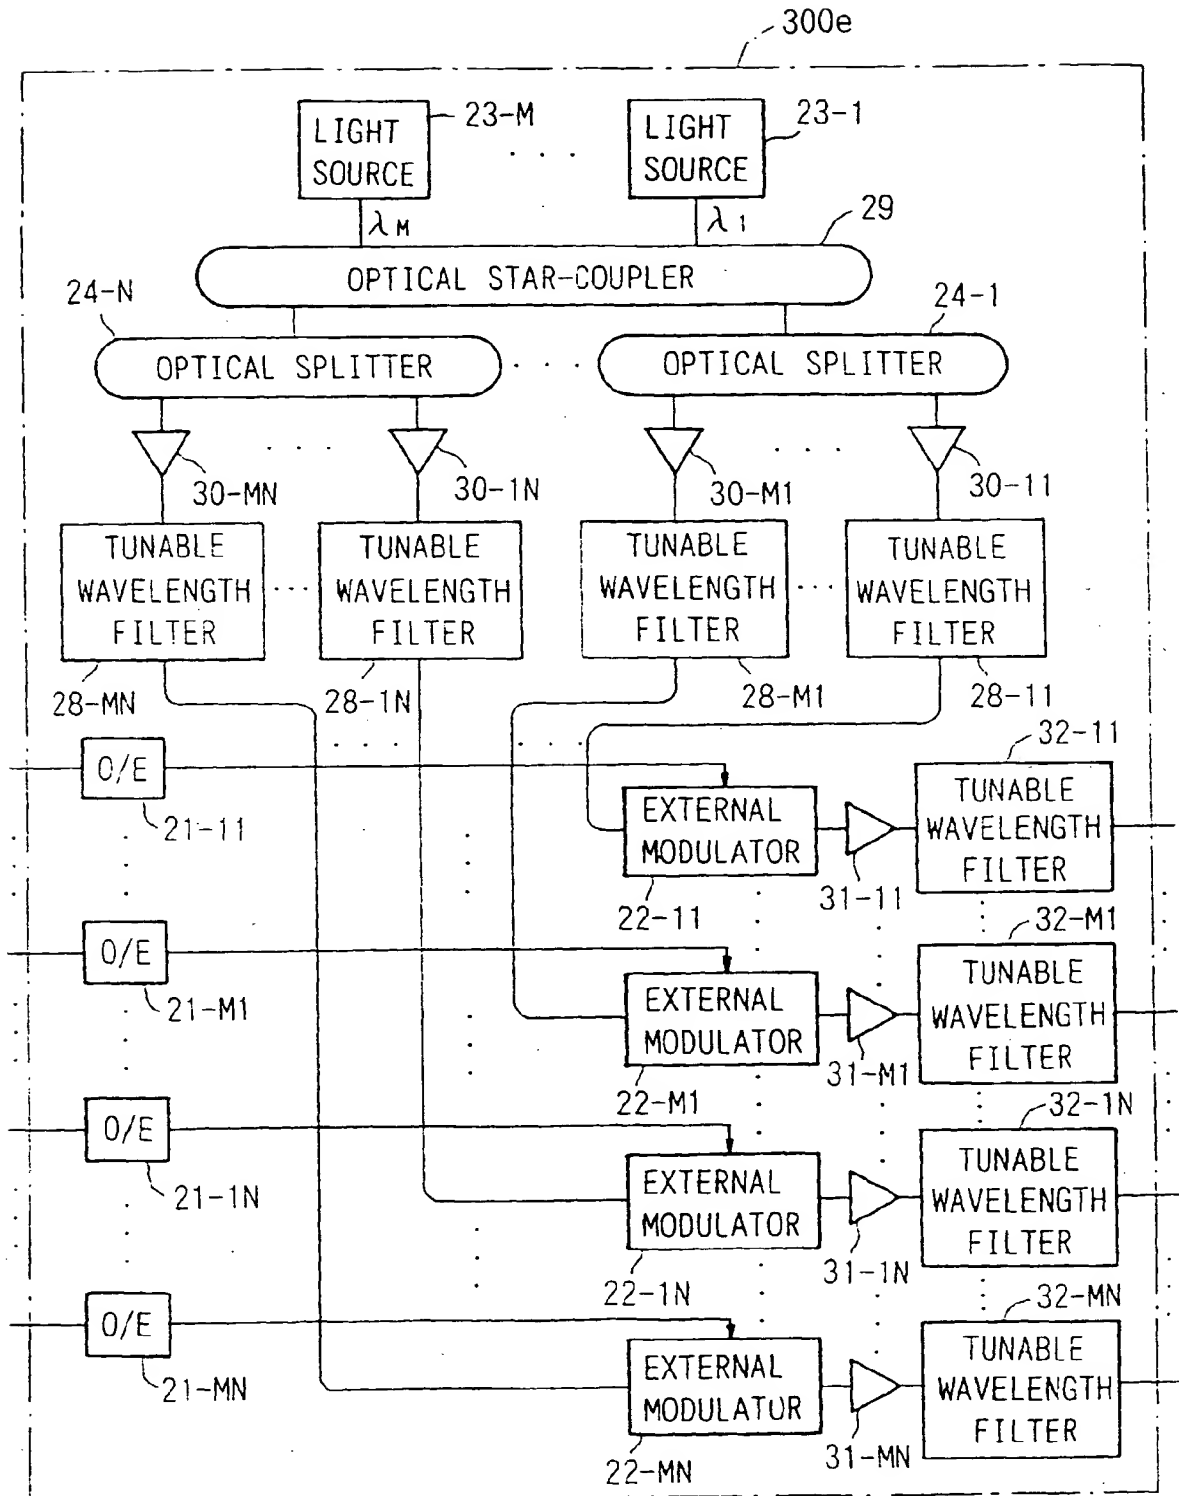 300e
LIGHT
SOURCE
23-M
LIGHT
SOURCE
23-1
λM
λ1
29
OPTICAL STAR-COUPLER
24-N
24-1
OPTICAL SPLITTER
OPTICAL SPLITTER
30-MN
30-1N
30-M1
30-11
TUNABLE
WAVELENGTH
FILTER
TUNABLE
WAVELENGTH
FILTER
TUNABLE
WAVELENGTH
FILTER
TUNABLE
WAVELENGTH
FILTER
28-MN
28-1N
28-M1
28-11
O/E
21-11
EXTERNAL
MODULATOR
22-11
31-11
32-11
TUNABLE
WAVELENGTH
FILTER
O/E
21-M1
EXTERNAL
MODULATOR
22-M1
31-M1
32-M1
TUNABLE
WAVELENGTH
FILTER
O/E
21-1N
EXTERNAL
MODULATOR
22-1N
31-1N
32-1N
TUNABLE
WAVELENGTH
FILTER
O/E
21-MN
EXTERNAL
MODULATOR
22-MN
31-MN
32-MN
TUNABLE
WAVELENGTH
FILTER